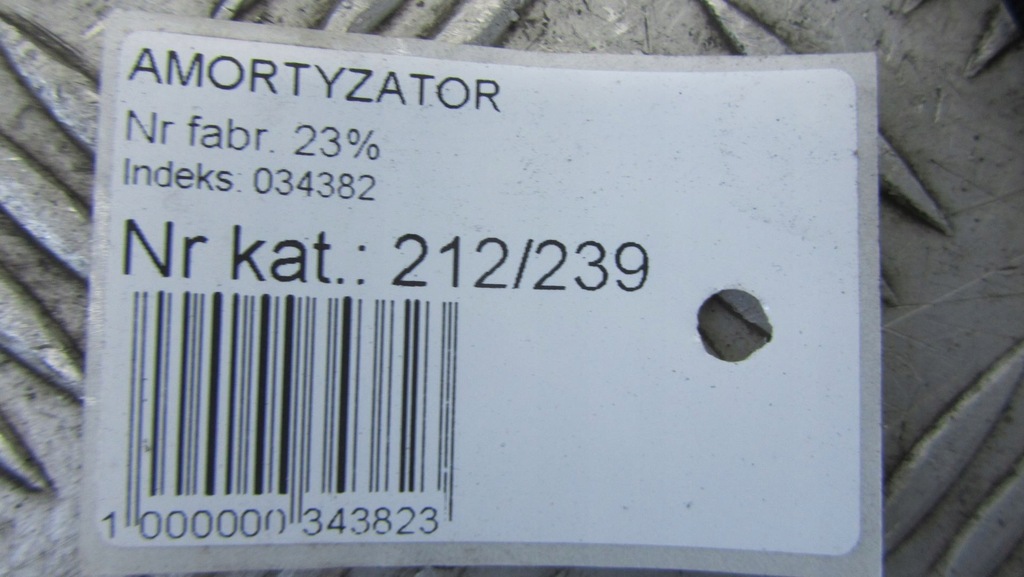 AMORTYZATOR
Nr fabr. 23%
Indeks: 034382
Nr kat.: 212/239
1 000000 343823